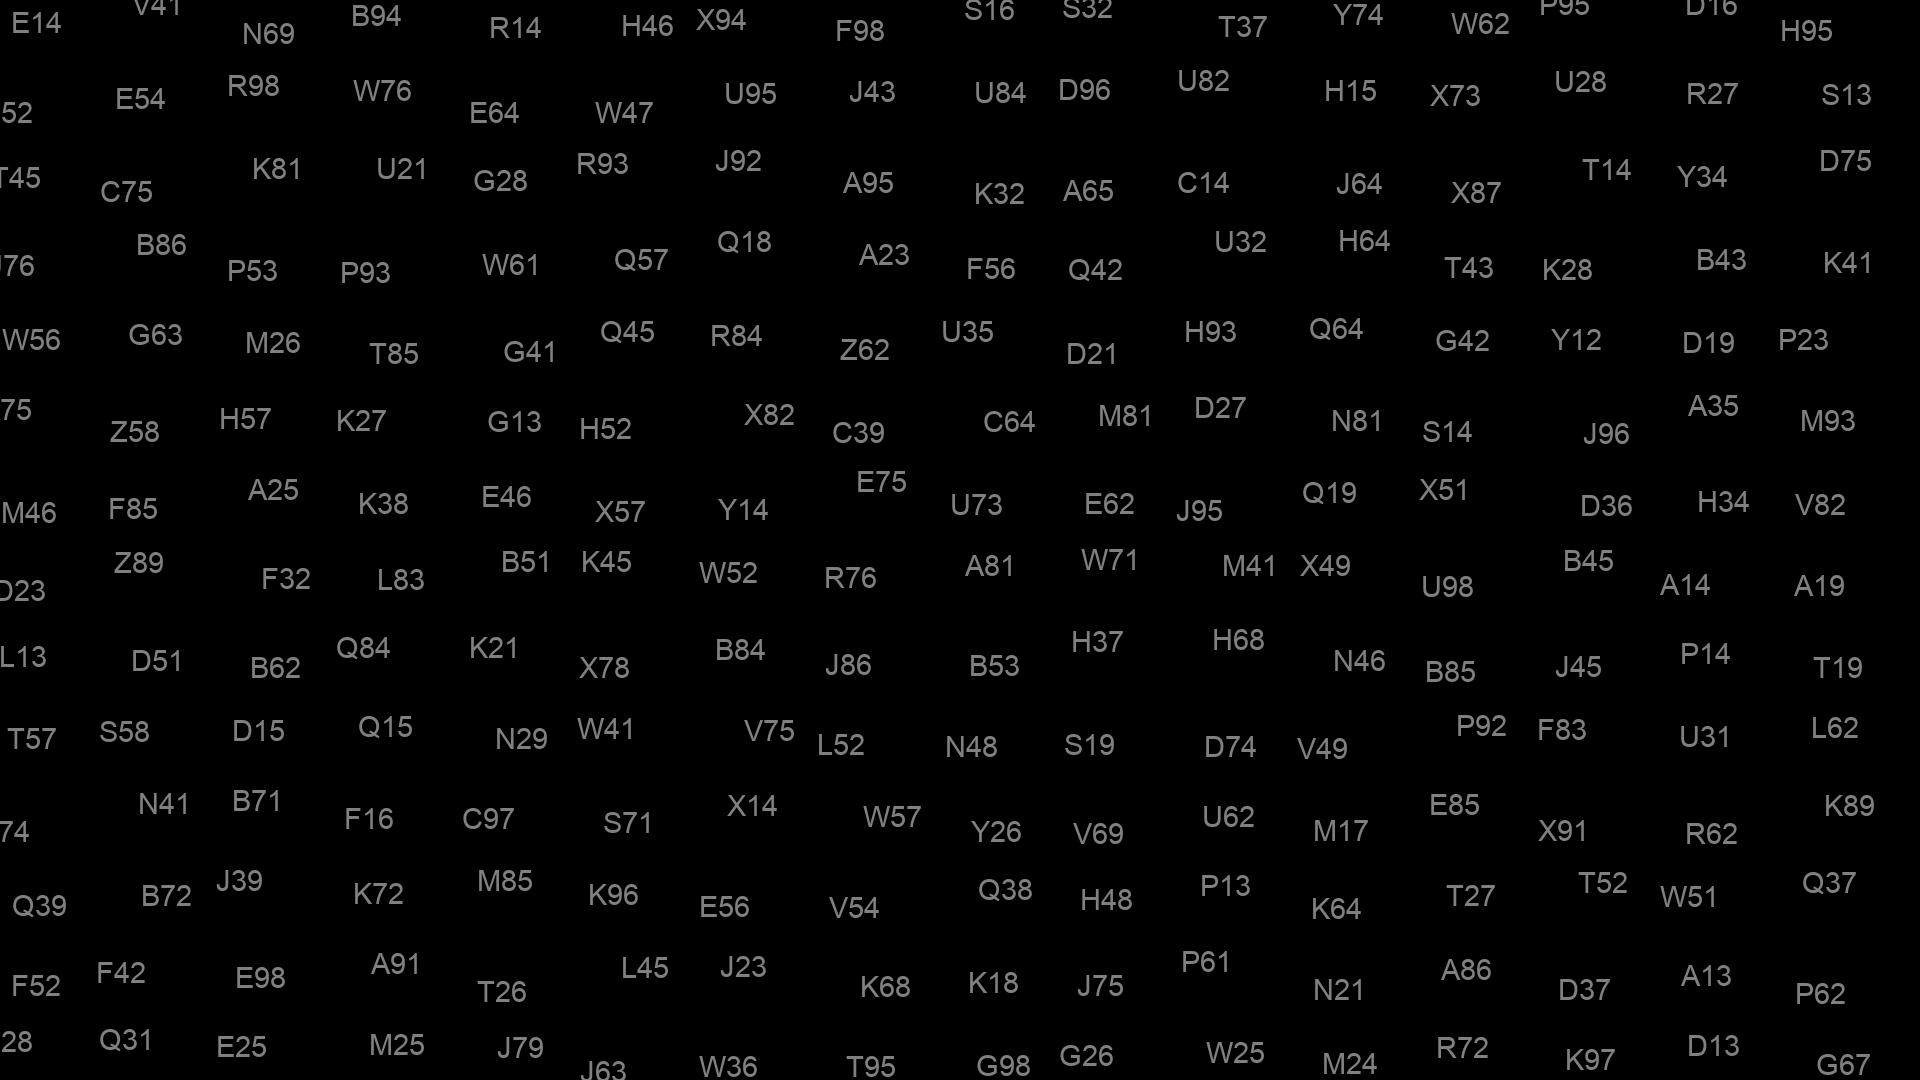 E14 V41 N69 B94 R14 H46 X94 F98 S16 S32 T37 Y74 W62 P95 D16 H95
52 E54 R98 W76 E64 W47 U95 J43 U84 D96 U82 H15 X73 U28 R27 S13
T45 C75 K81 U21 G28 R93 J92 A95 K32 A65 C14 J64 X87 T14 Y34 D75
76 B86 P53 P93 W61 Q57 Q18 A23 F56 Q42 U32 H64 T43 K28 B43 K41
W56 G63 M26 T85 G41 Q45 R84 Z62 U35 D21 H93 Q64 G42 Y12 D19 P23
75 Z58 H57 K27 G13 H52 X82 C39 C64 M81 D27 N81 S14 J96 A35 M93
M46 F85 A25 K38 E46 X57 Y14 E75 U73 E62 J95 Q19 X51 D36 H34 V82
D23 Z89 F32 L83 B51 K45 W52 R76 A81 W71 M41 X49 U98 B45 A14 A19
L13 D51 B62 Q84 K21 X78 B84 J86 B53 H37 H68 N46 B85 J45 P14 T19
T57 S58 D15 Q15 N29 W41 V75 L52 N48 S19 D74 V49 P92 F83 U31 L62
74 N41 B71 F16 C97 S71 X14 W57 Y26 V69 U62 M17 E85 X91 R62 K89
Q39 B72 J39 K72 M85 K96 E56 V54 Q38 H48 P13 K64 T27 T52 W51 Q37
F52 F42 E98 A91 T26 L45 J23 K68 K18 J75 P61 N21 A86 D37 A13 P62
28 Q31 E25 M25 J79 J63 W36 T95 G98 G26 W25 M24 R72 K97 D13 G67